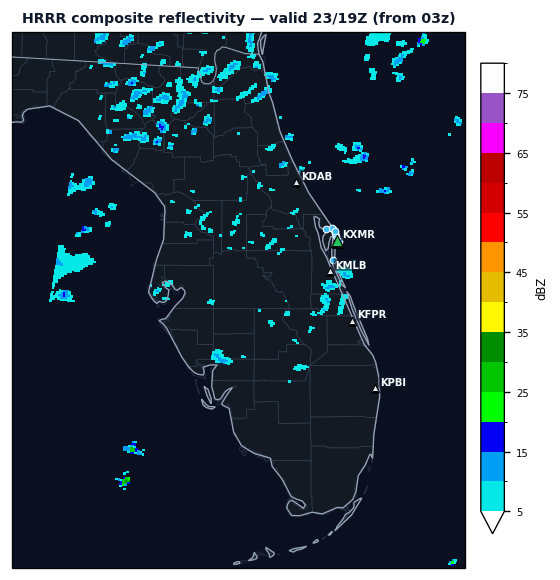 HRRR composite reflectivity — valid 23/19Z (from 03z)
KDAB
KXMR
KMLB
KFPR
KPBI
75
65
55
45
35
25
15
5
dBZ